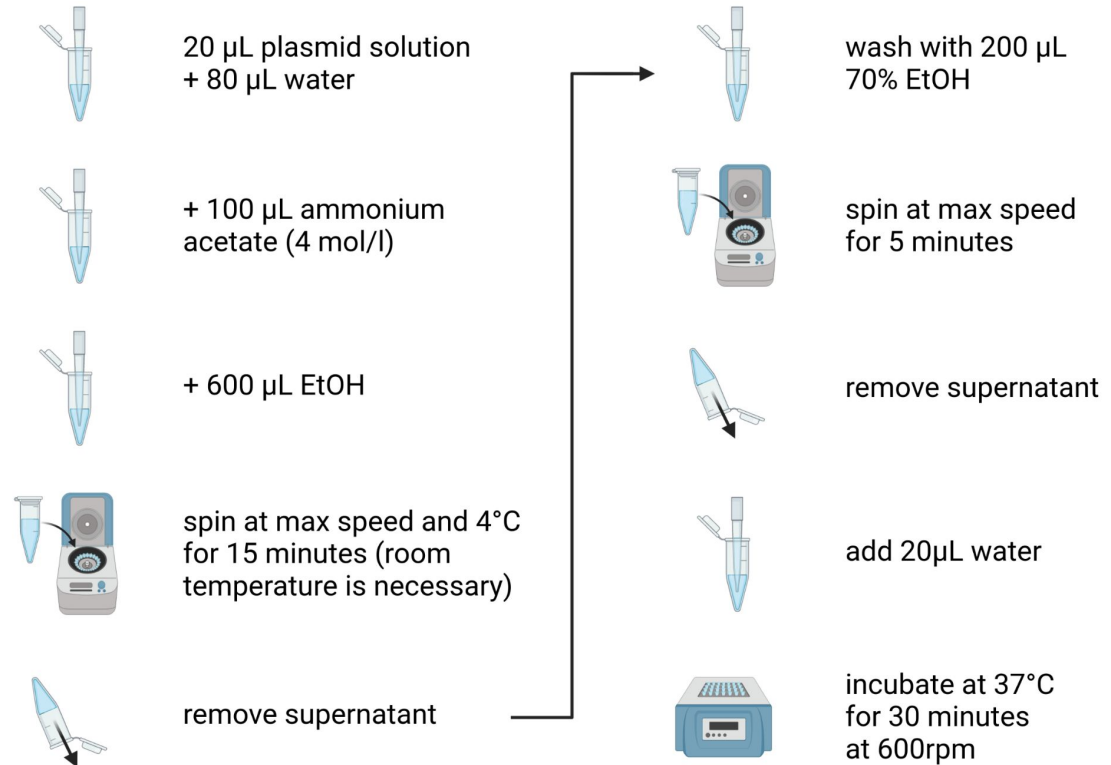 20 µL plasmid solution
+ 80 µL water
+ 100 µL ammonium
acetate (4 mol/l)
+ 600 µL EtOH
spin at max speed and 4°C
for 15 minutes (room
temperature is necessary)
remove supernatant
wash with 200 µL
70% EtOH
spin at max speed
for 5 minutes
remove supernatant
add 20µL water
incubate at 37°C
for 30 minutes
at 600rpm